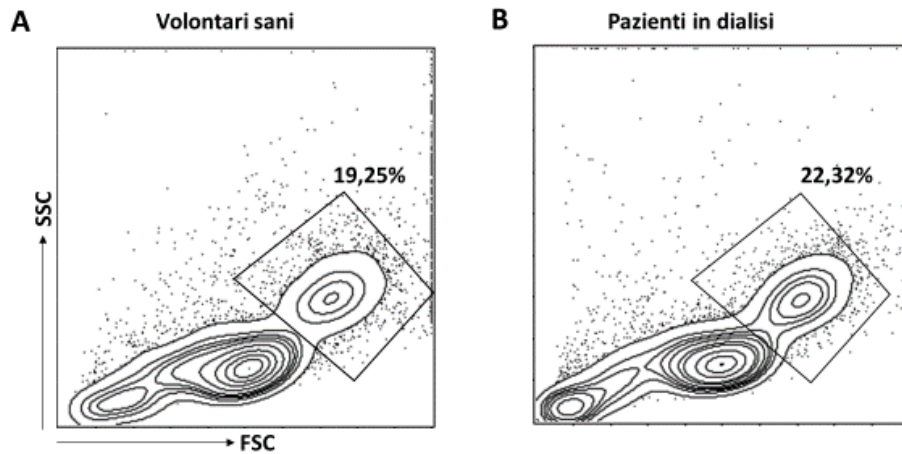 A
Volontari sani
B
Pazienti in dialisi
19,25%
22,32%
SSC
FSC